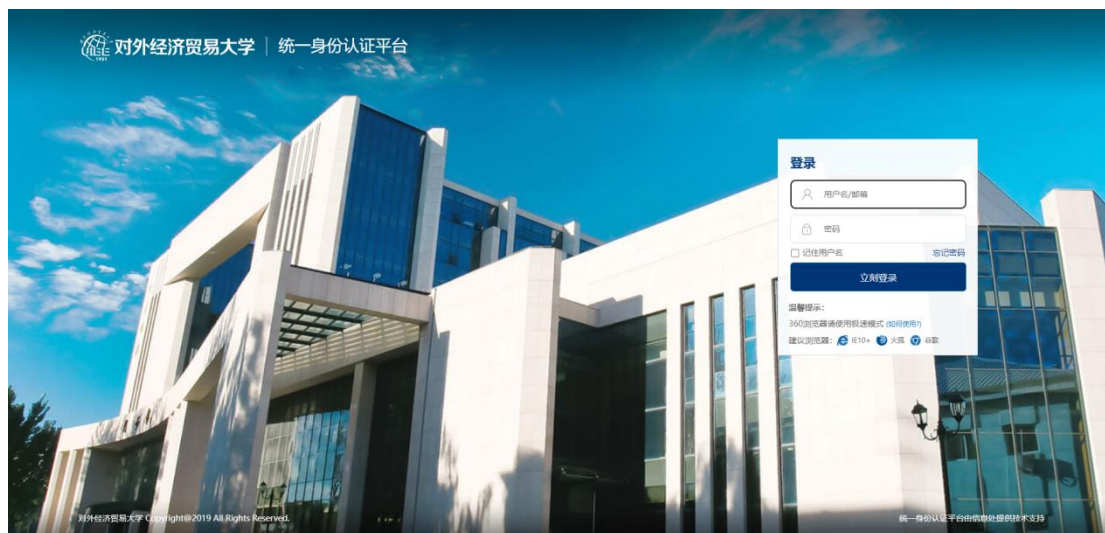 对外经济贸易大学 | 统一身份认证平台
1951
登录
用户名/邮箱
密码
记住用户名 忘记密码
立刻登录
温馨提示：
360浏览器请使用极速模式 (如何使用?)
建议浏览器： IE10+ 火狐 谷歌
对外经济贸易大学 Copyright@2019 All Rights Reserved.
统一身份认证平台由信息处提供技术支持